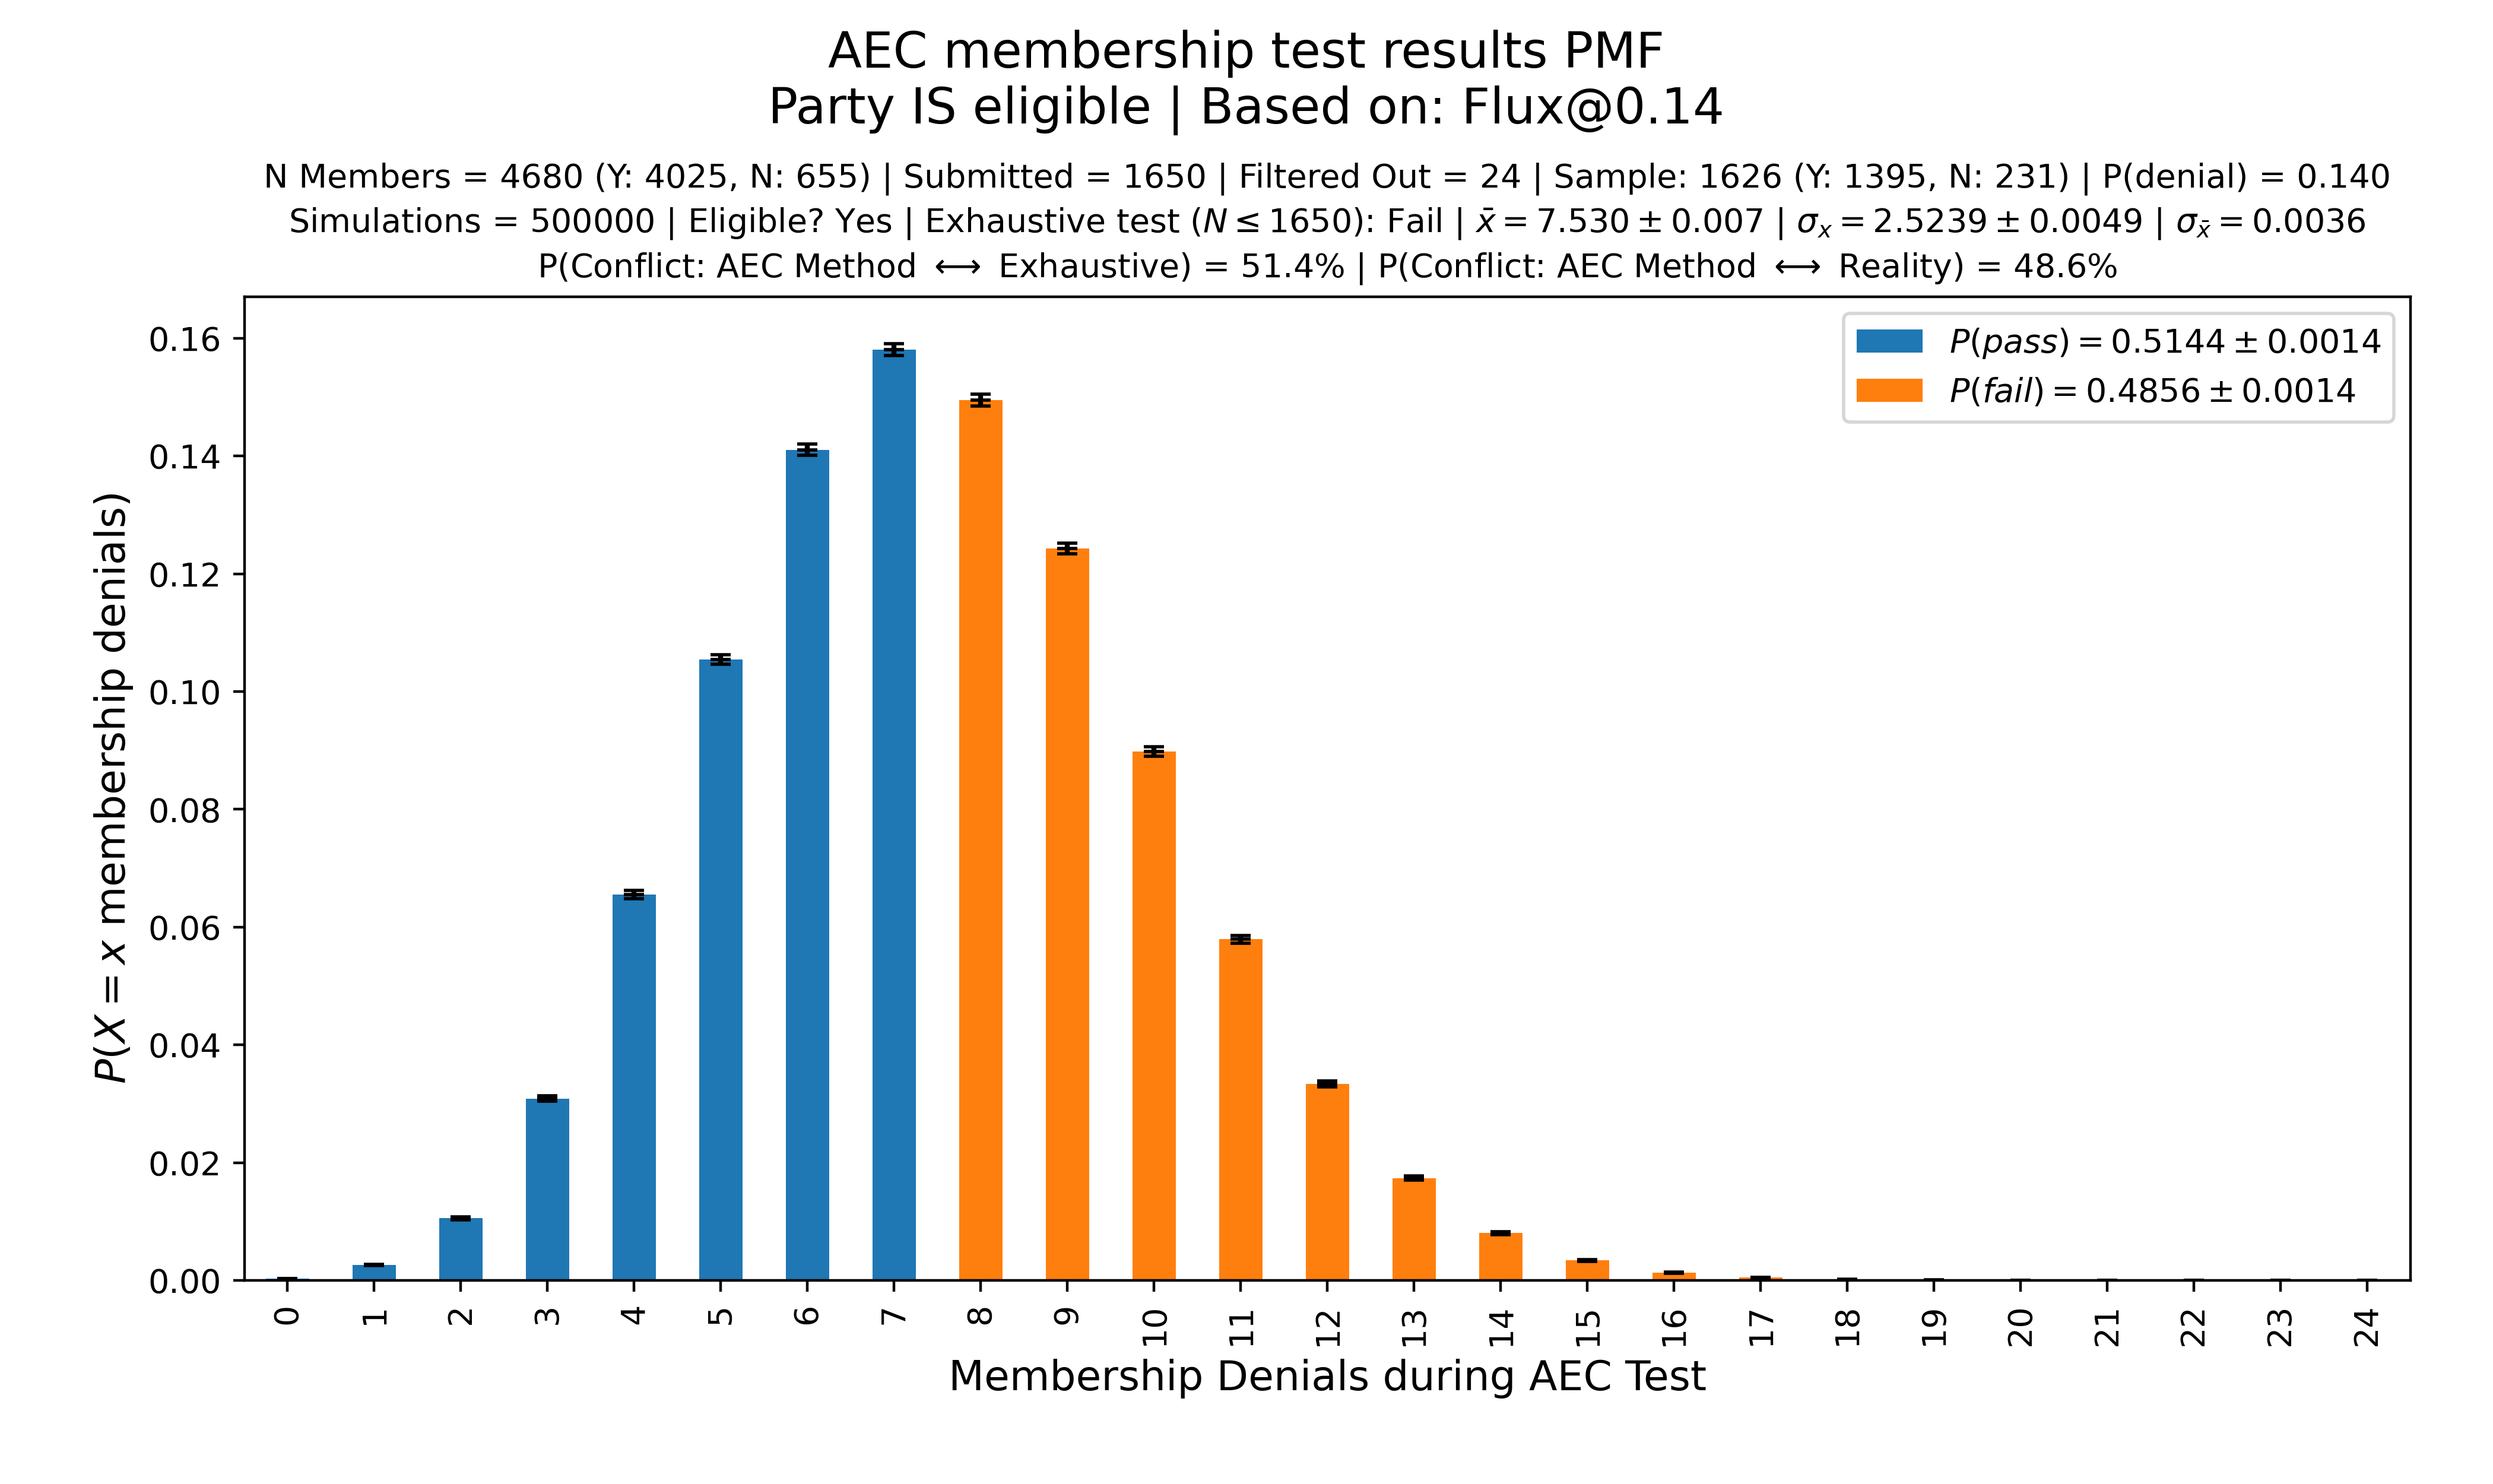 AEC membership test results PMF
Party IS eligible | Based on: Flux@0.14
N Members = 4680 (Y: 4025, N: 655) | Submitted = 1650 | Filtered Out = 24 | Sample: 1626 (Y: 1395, N: 231) | P(denial) = 0.140
Simulations = 500000 | Eligible? Yes | Exhaustive test (N ≤ 1650): Fail | x̄ = 7.530 ± 0.007 | σₓ = 2.5239 ± 0.0049 | σ_x̄ = 0.0036
P(Conflict: AEC Method ⟷ Exhaustive) = 51.4% | P(Conflict: AEC Method ⟷ Reality) = 48.6%
P(pass) = 0.5144 ± 0.0014
P(fail) = 0.4856 ± 0.0014
P(X = x membership denials)
0.16
0.14
0.12
0.10
0.08
0.06
0.04
0.02
0.00
0 1 2 3 4 5 6 7 8 9 10 11 12 13 14 15 16 17 18 19 20 21 22 23 24
Membership Denials during AEC Test